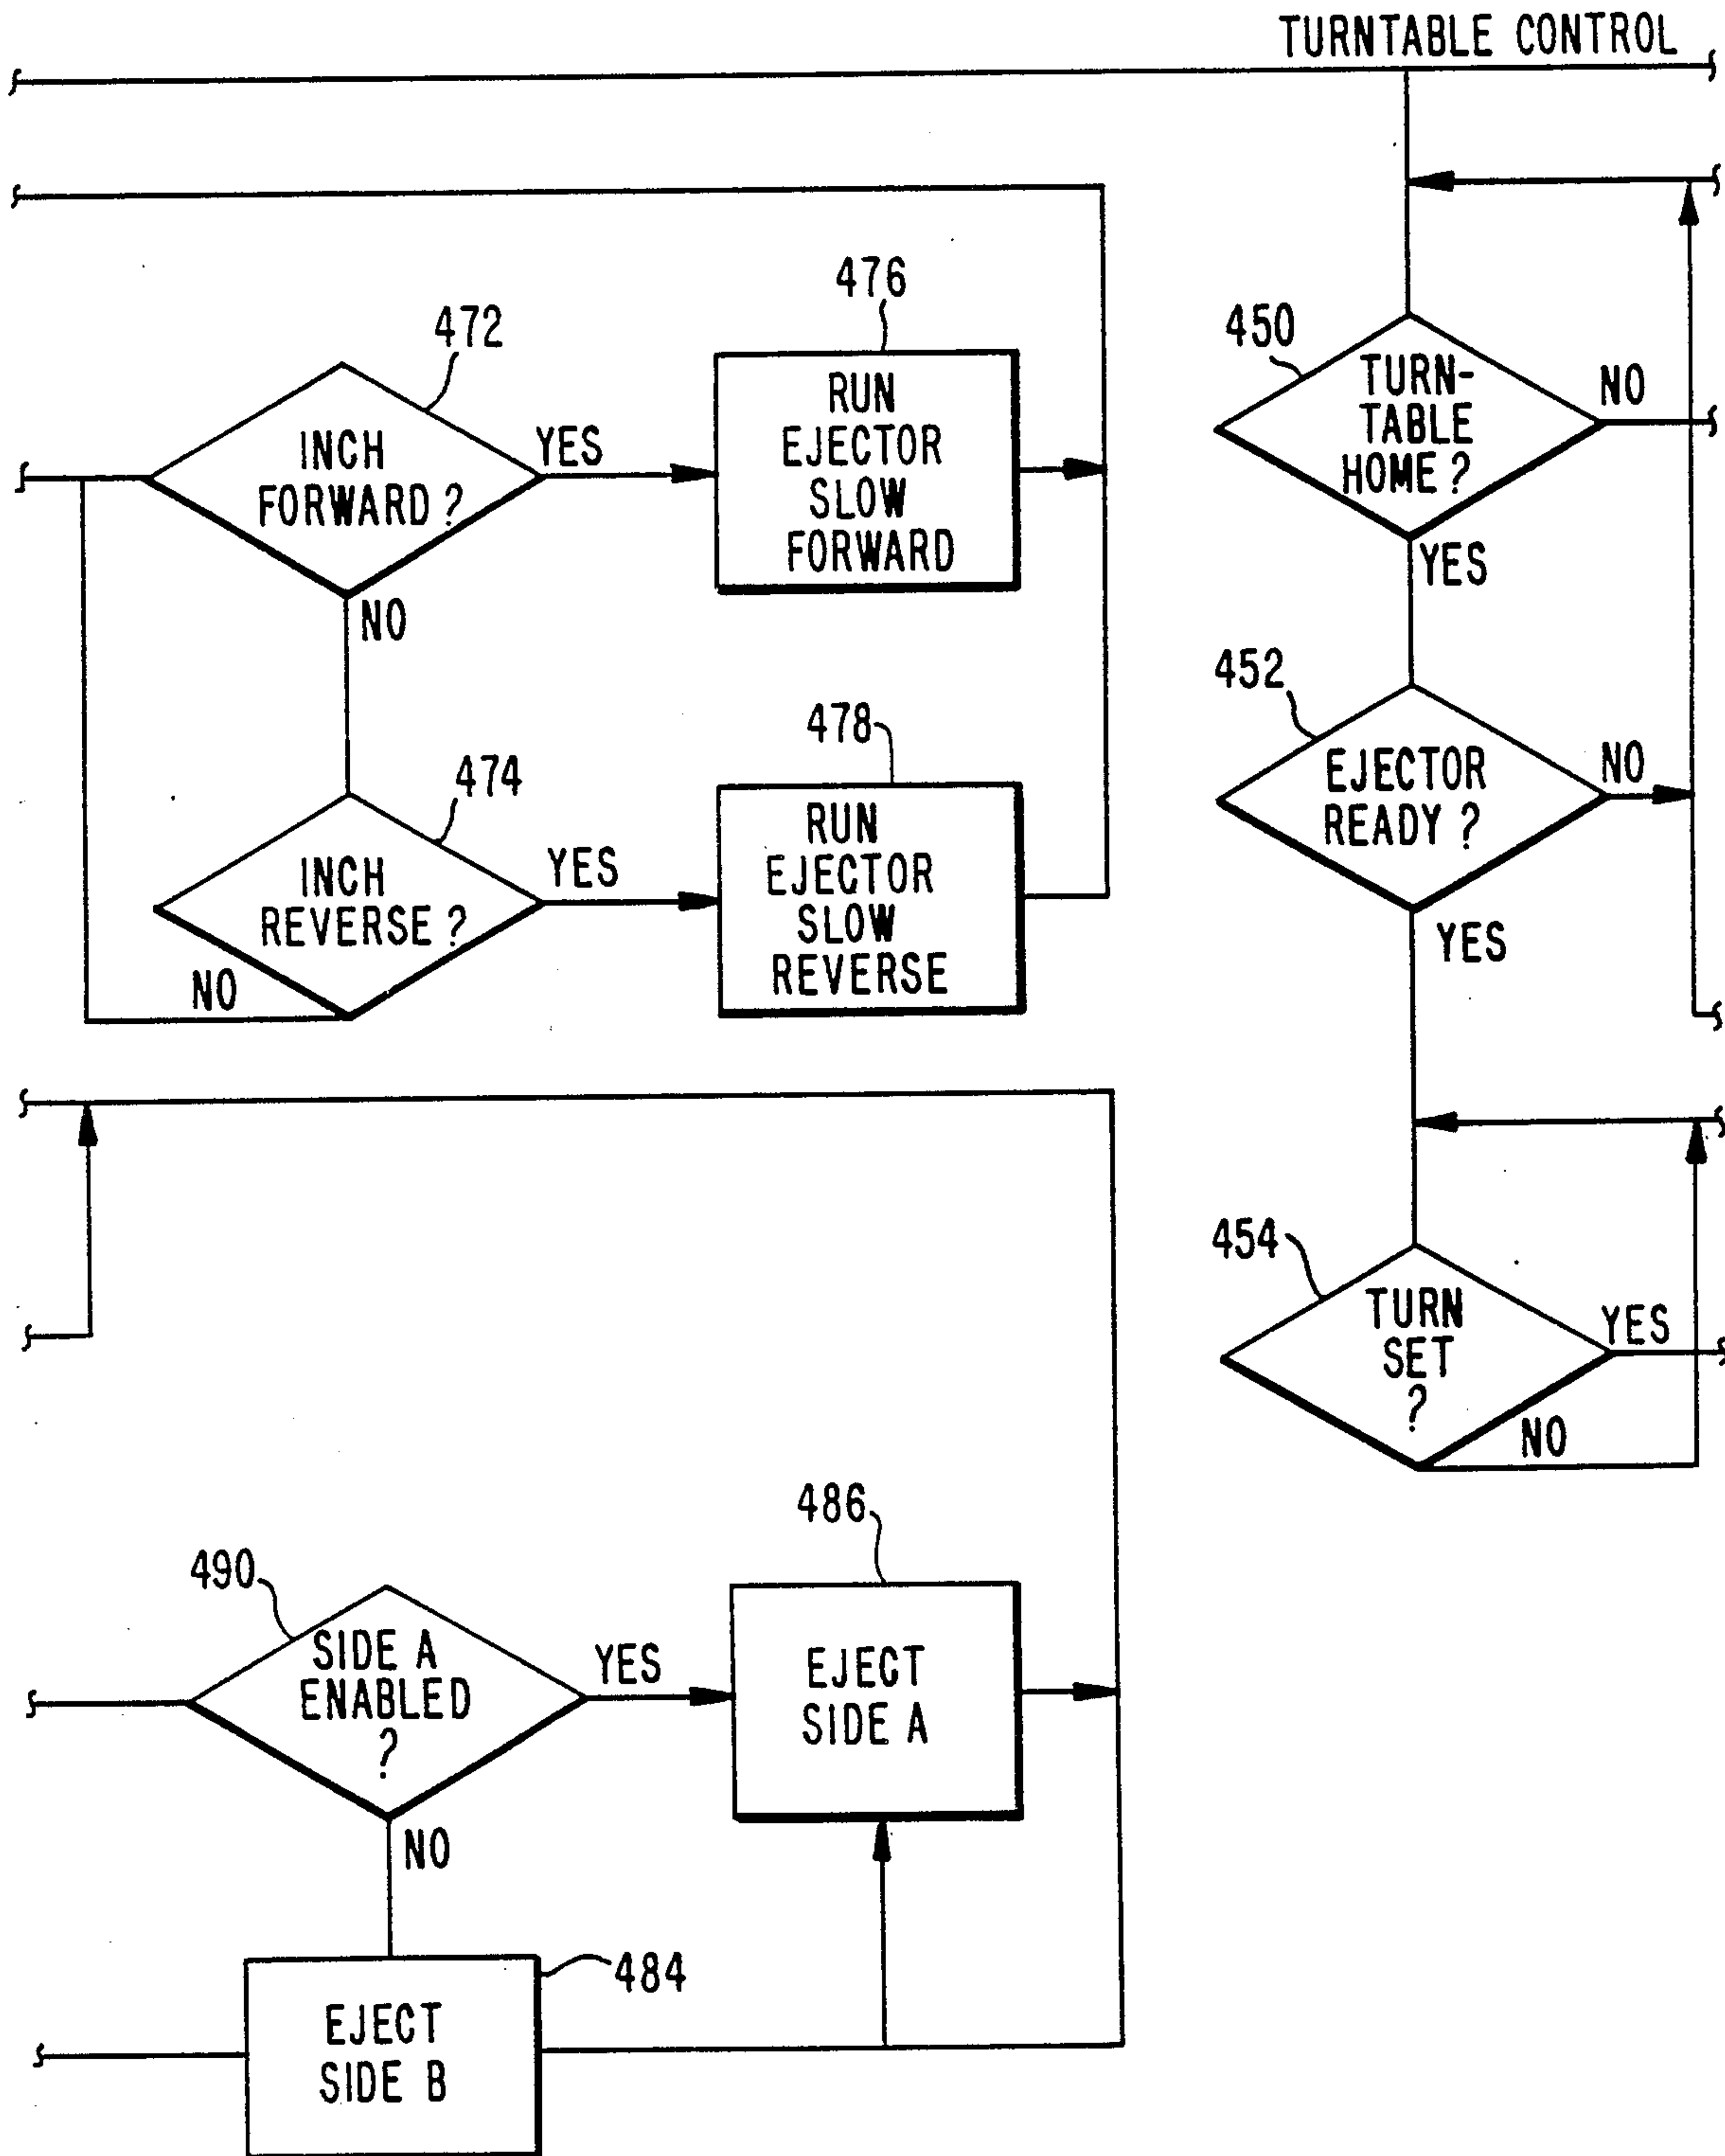 TURNTABLE CONTROL
472
INCH
FORWARD ?
YES
NO
476
RUN
EJECTOR
SLOW
FORWARD
474
INCH
REVERSE ?
YES
NO
478
RUN
EJECTOR
SLOW
REVERSE
450
TURN-
TABLE
HOME ?
NO
YES
452
EJECTOR
READY ?
NO
YES
454
TURN
SET
?
YES
NO
490
SIDE A
ENABLED
?
YES
NO
486
EJECT
SIDE A
484
EJECT
SIDE B